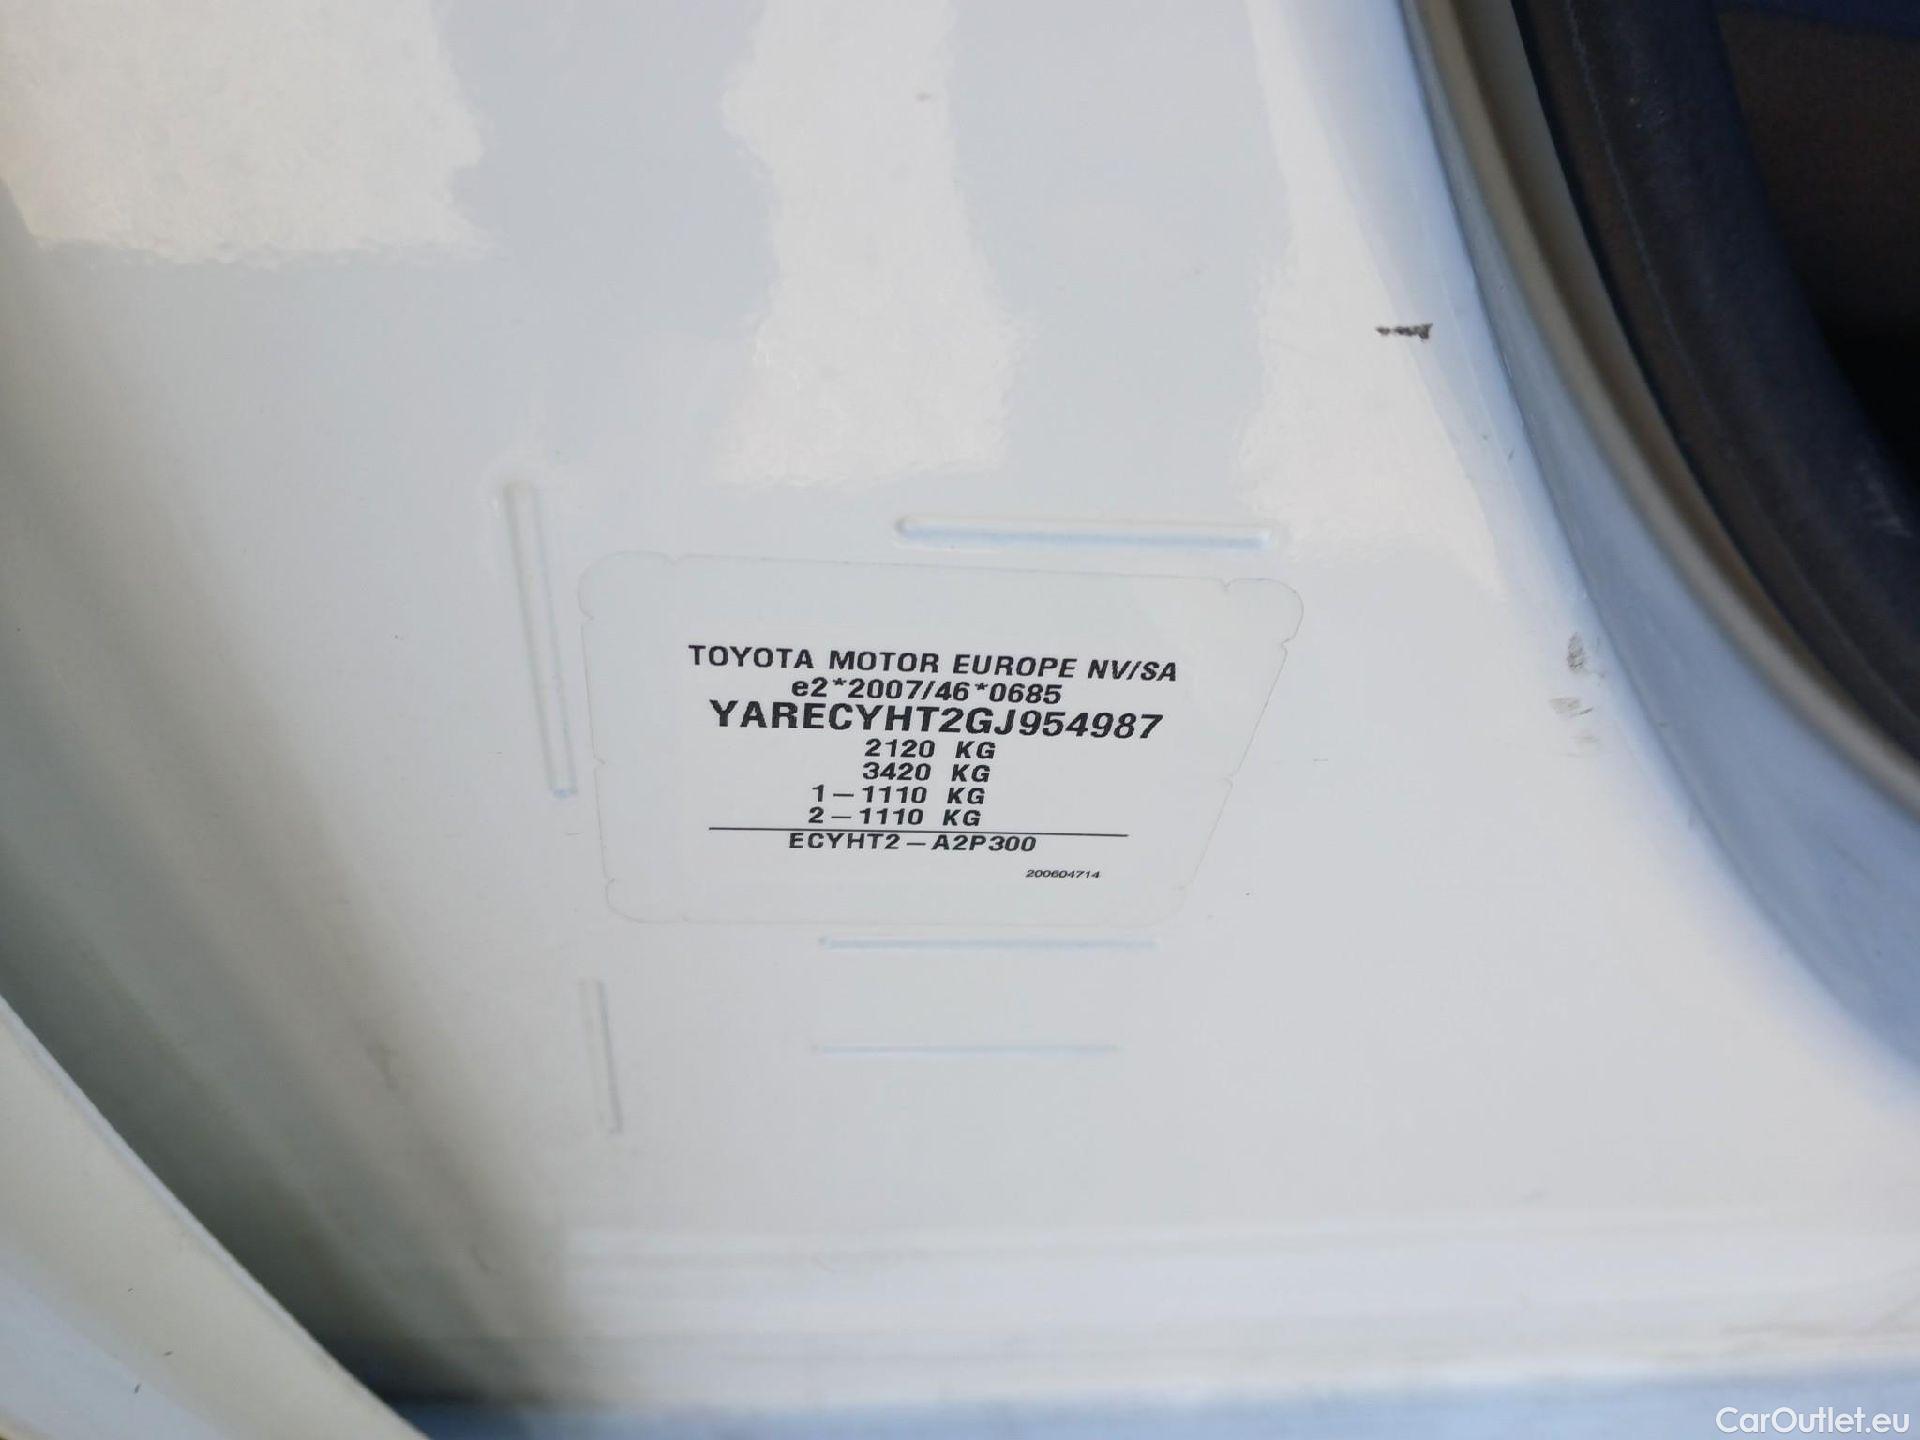 TOYOTA MOTOR EUROPE NV/SA
e2*2007/46*0685
YARECYHT2GJ954987
2120 KG
3420 KG
1-1110 KG
2-1110 KG
ECYHT2-A2P300
200604714
CarOutlet.eu